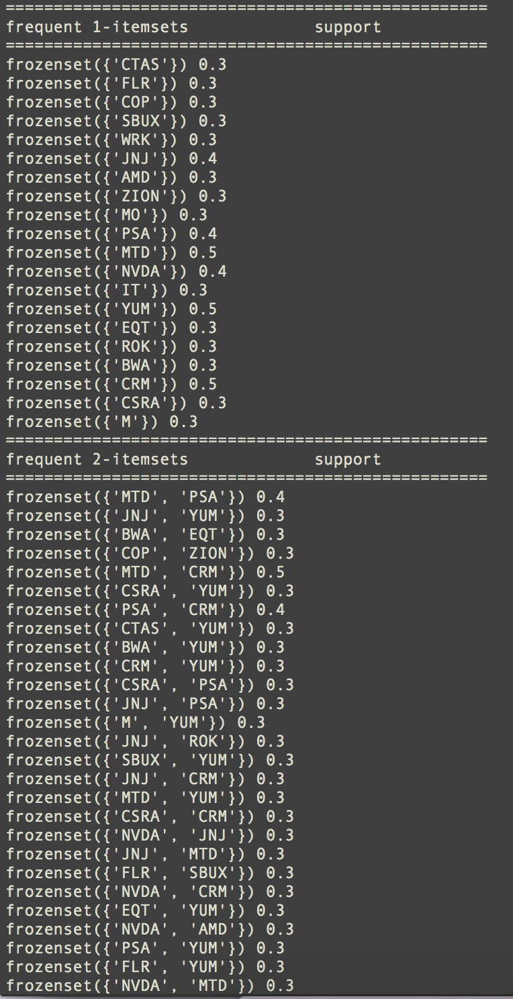 ==================================================
frequent 1-itemsets             support
==================================================
frozenset({'CTAS'}) 0.3
frozenset({'FLR'}) 0.3
frozenset({'COP'}) 0.3
frozenset({'SBUX'}) 0.3
frozenset({'WRK'}) 0.3
frozenset({'JNJ'}) 0.4
frozenset({'AMD'}) 0.3
frozenset({'ZION'}) 0.3
frozenset({'MO'}) 0.3
frozenset({'PSA'}) 0.4
frozenset({'MTD'}) 0.5
frozenset({'NVDA'}) 0.4
frozenset({'IT'}) 0.3
frozenset({'YUM'}) 0.5
frozenset({'EQT'}) 0.3
frozenset({'ROK'}) 0.3
frozenset({'BWA'}) 0.3
frozenset({'CRM'}) 0.5
frozenset({'CSRA'}) 0.3
frozenset({'M'}) 0.3
==================================================
frequent 2-itemsets             support
==================================================
frozenset({'MTD', 'PSA'}) 0.4
frozenset({'JNJ', 'YUM'}) 0.3
frozenset({'BWA', 'EQT'}) 0.3
frozenset({'COP', 'ZION'}) 0.3
frozenset({'MTD', 'CRM'}) 0.5
frozenset({'CSRA', 'YUM'}) 0.3
frozenset({'PSA', 'CRM'}) 0.4
frozenset({'CTAS', 'YUM'}) 0.3
frozenset({'BWA', 'YUM'}) 0.3
frozenset({'CRM', 'YUM'}) 0.3
frozenset({'CSRA', 'PSA'}) 0.3
frozenset({'JNJ', 'PSA'}) 0.3
frozenset({'M', 'YUM'}) 0.3
frozenset({'JNJ', 'ROK'}) 0.3
frozenset({'SBUX', 'YUM'}) 0.3
frozenset({'JNJ', 'CRM'}) 0.3
frozenset({'MTD', 'YUM'}) 0.3
frozenset({'CSRA', 'CRM'}) 0.3
frozenset({'NVDA', 'JNJ'}) 0.3
frozenset({'JNJ', 'MTD'}) 0.3
frozenset({'FLR', 'SBUX'}) 0.3
frozenset({'NVDA', 'CRM'}) 0.3
frozenset({'EQT', 'YUM'}) 0.3
frozenset({'NVDA', 'AMD'}) 0.3
frozenset({'PSA', 'YUM'}) 0.3
frozenset({'FLR', 'YUM'}) 0.3
frozenset({'NVDA', 'MTD'}) 0.3